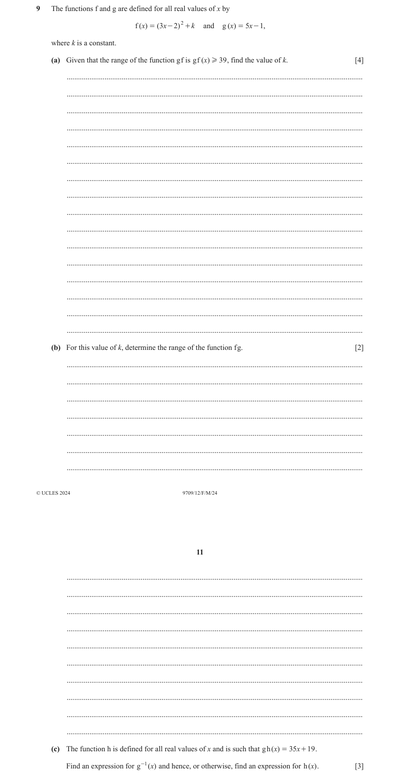 9 The functions f and g are defined for all real values of x by
f(x) = (3x−2)² + k and g(x) = 5x−1,
where k is a constant.
(a) Given that the range of the function gf is gf(x) ⩾ 39, find the value of k. [4]
(b) For this value of k, determine the range of the function fg. [2]
© UCLES 2024 9709/12/F/M/24
11
(c) The function h is defined for all real values of x and is such that gh(x) = 35x+19.
Find an expression for g⁻¹(x) and hence, or otherwise, find an expression for h(x). [3]